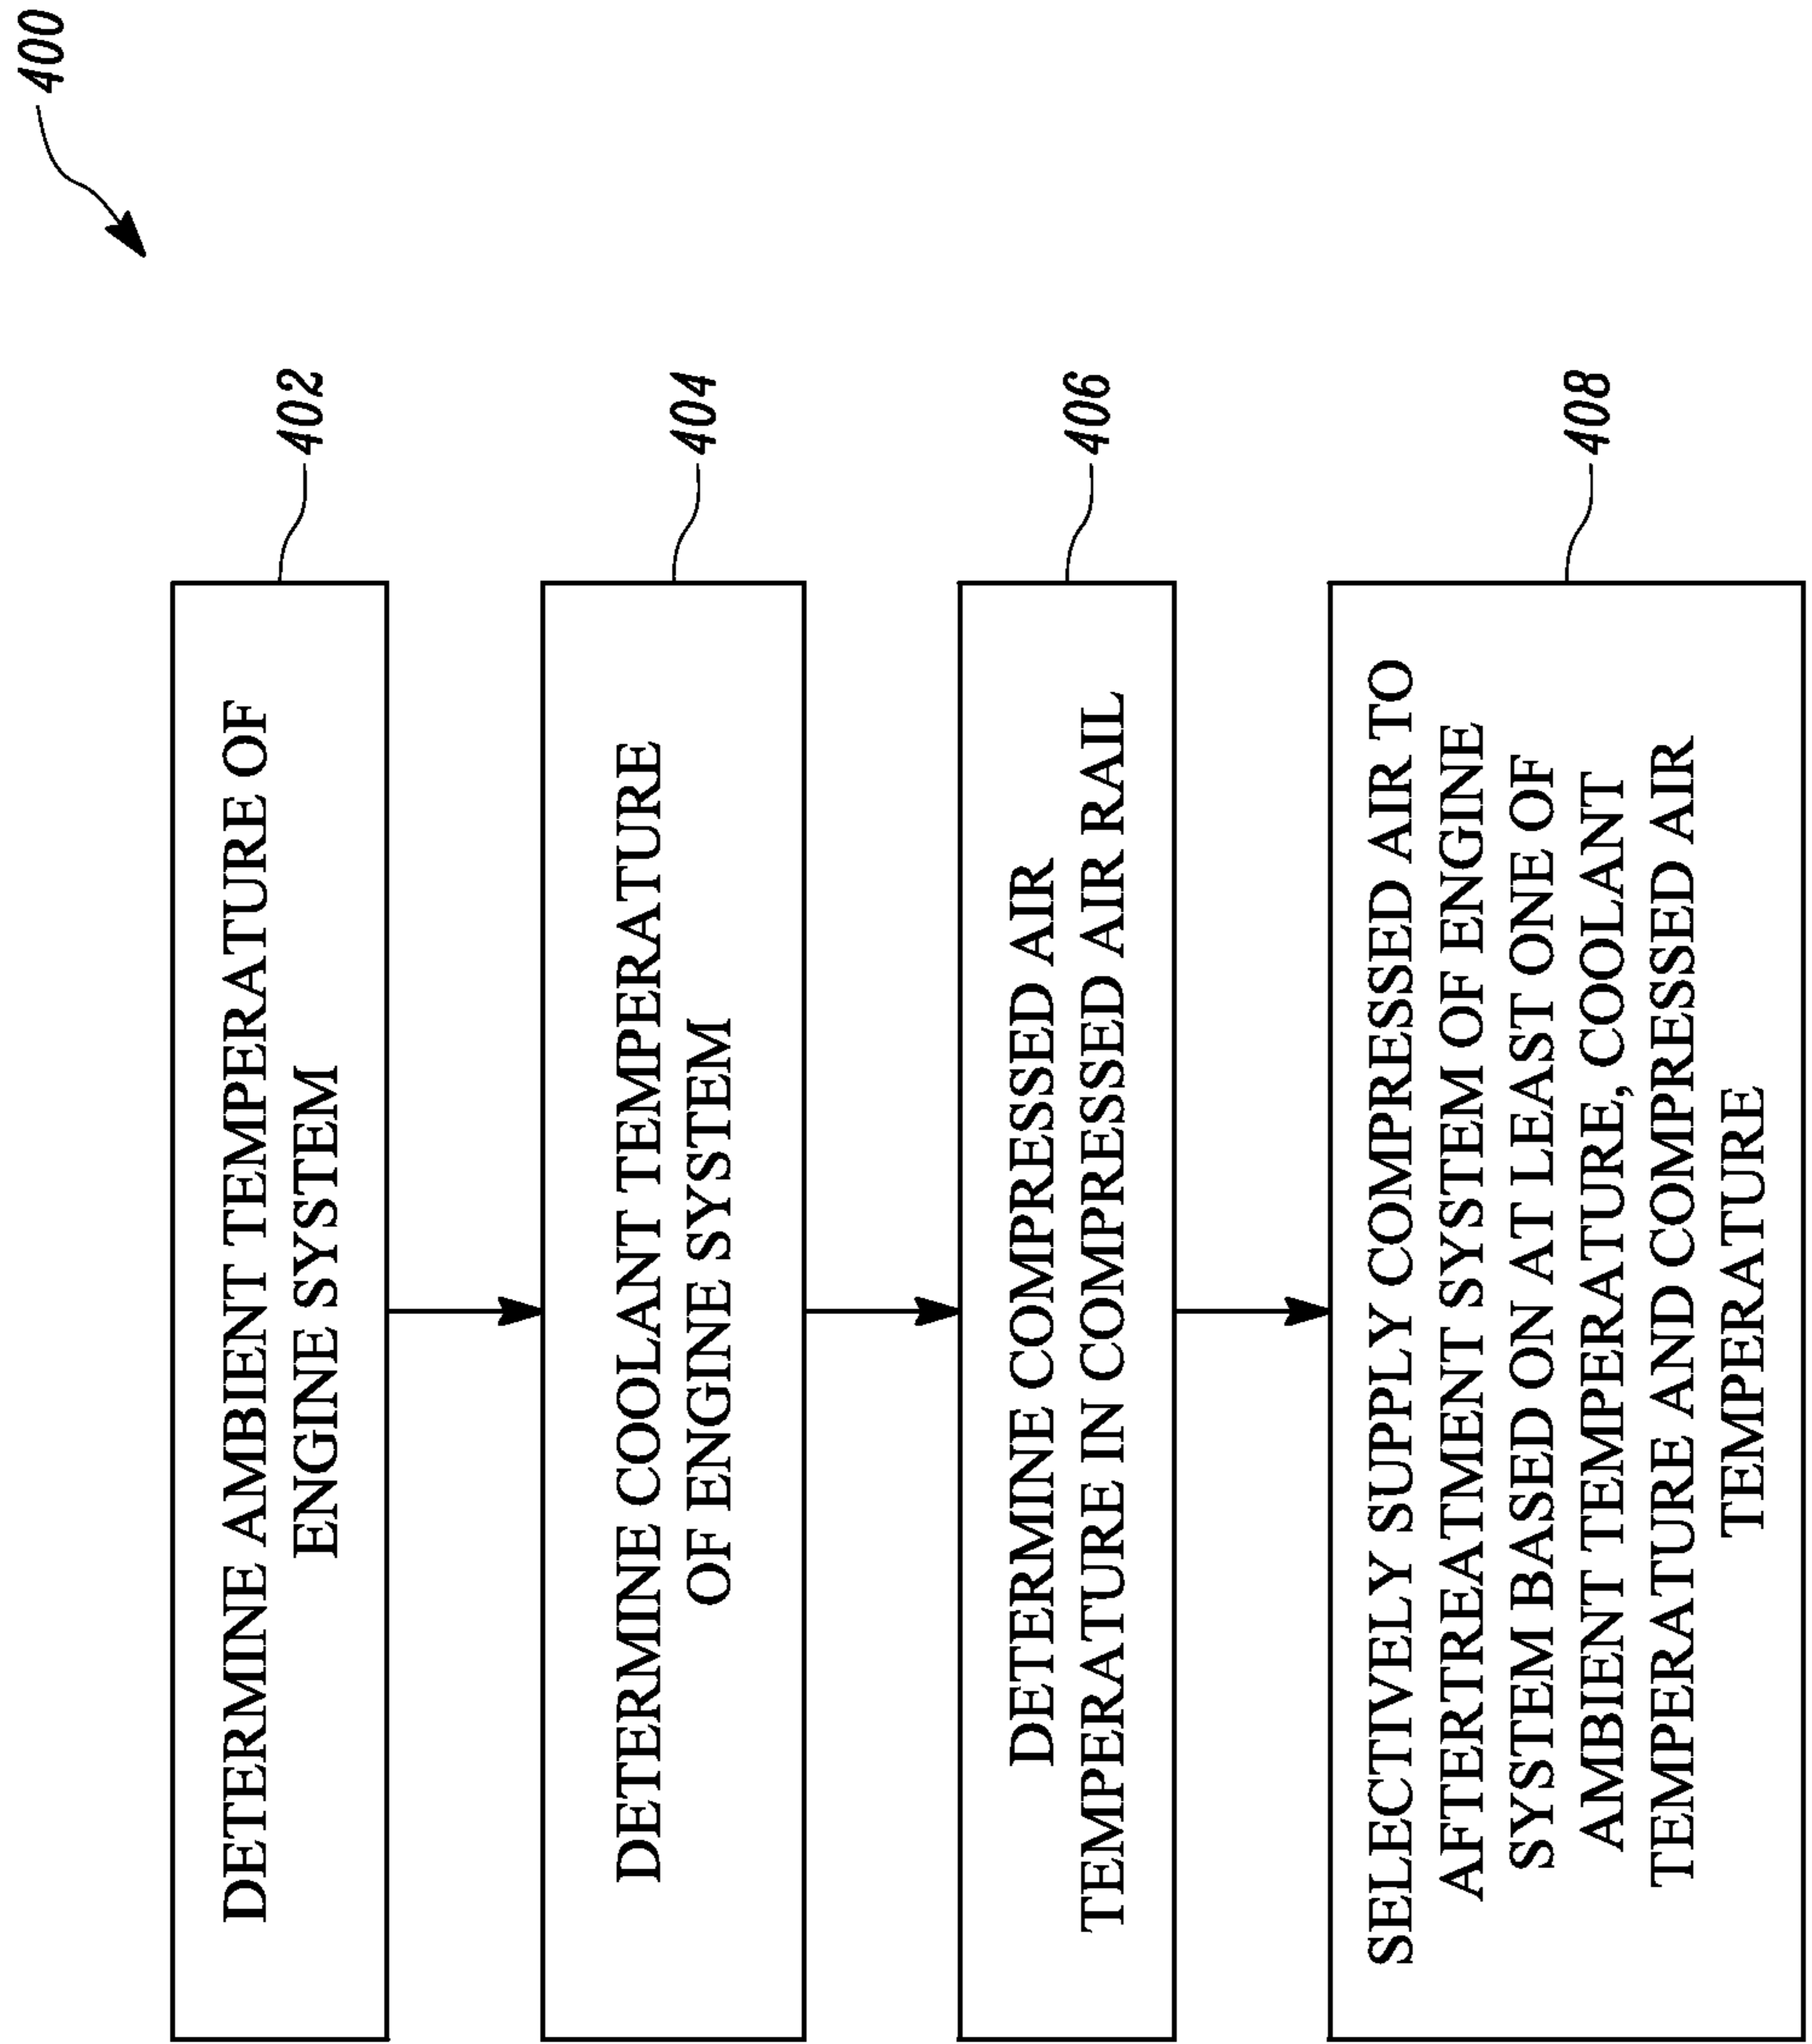 400
402
DETERMINE AMBIENT TEMPERATURE OF
ENGINE SYSTEM
404
DETERMINE COOLANT TEMPERATURE
OF ENGINE SYSTEM
406
DETERMINE COMPRESSED AIR
TEMPERATURE IN COMPRESSED AIR RAIL
408
SELECTIVELY SUPPLY COMPRESSED AIR TO
AFTERTREATMENT SYSTEM OF ENGINE
SYSTEM BASED ON AT LEAST ONE OF
AMBIENT TEMPERATURE, COOLANT
TEMPERATURE AND COMPRESSED AIR
TEMPERATURE